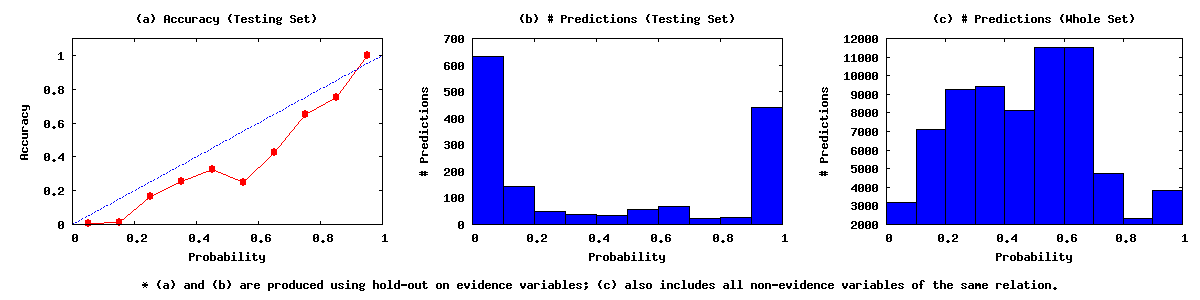 (a) Accuracy (Testing Set)
(b) # Predictions (Testing Set)
(c) # Predictions (Whole Set)
Accuracy
1
0.8
0.6
0.4
0.2
0
0 0.2 0.4 0.6 0.8 1
Probability
# Predictions
700
600
500
400
300
200
100
0
0 0.2 0.4 0.6 0.8 1
Probability
# Predictions
12000
11000
10000
9000
8000
7000
6000
5000
4000
3000
2000
0 0.2 0.4 0.6 0.8 1
Probability
* (a) and (b) are produced using hold-out on evidence variables; (c) also includes all non-evidence variables of the same relation.